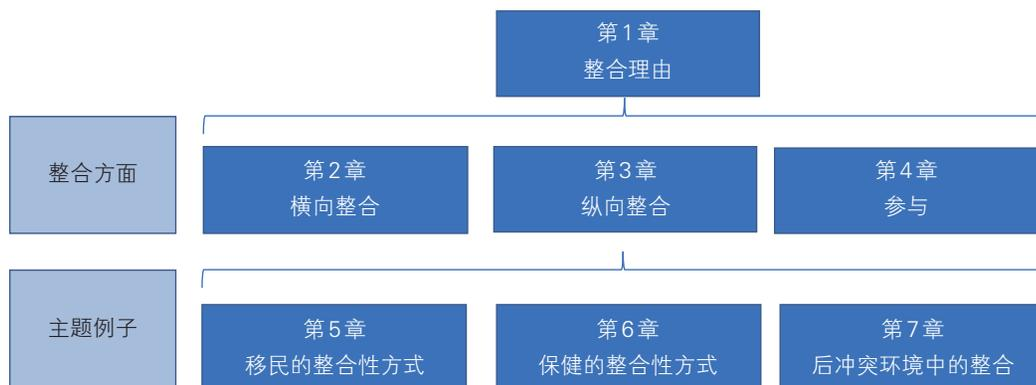 第1章
整合理由
整合方面
第2章
横向整合
第3章
纵向整合
第4章
参与
主题例子
第5章
移民的整合性方式
第6章
保健的整合性方式
第7章
后冲突环境中的整合